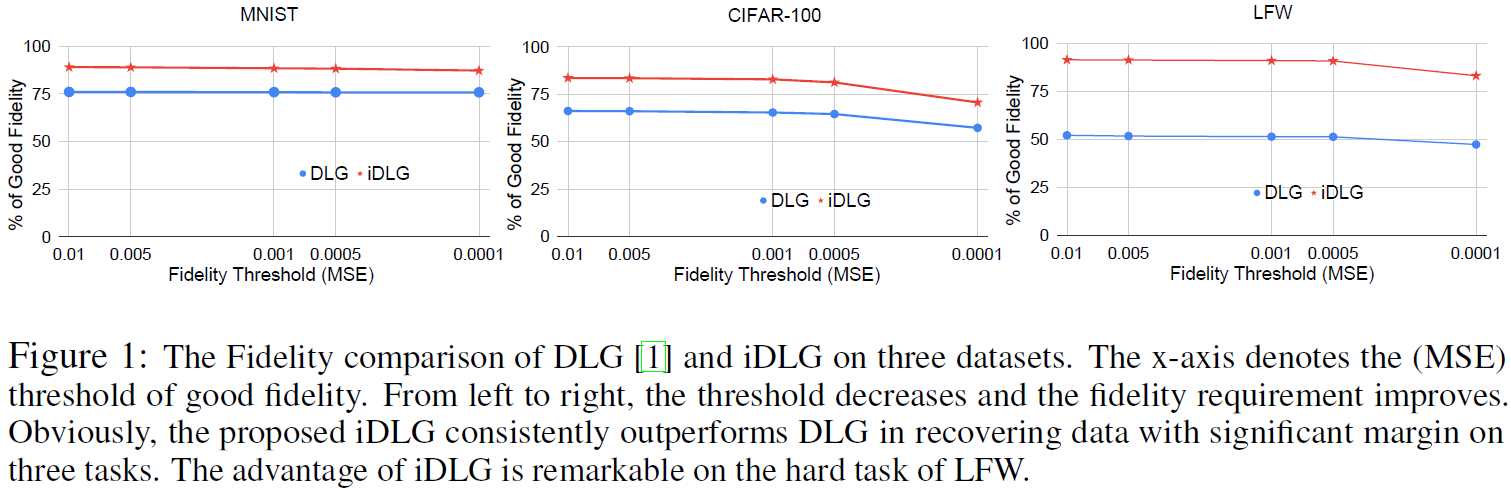 MNIST
100
75
50
25
0
% of Good Fidelity
DLG iDLG
0.01 0.005 0.001 0.0005 0.0001
Fidelity Threshold (MSE)
CIFAR-100
100
75
50
25
0
% of Good Fidelity
DLG iDLG
0.01 0.005 0.001 0.0005 0.0001
Fidelity Threshold (MSE)
LFW
100
75
50
25
0
% of Good Fidelity
DLG iDLG
0.01 0.005 0.001 0.0005 0.0001
Fidelity Threshold (MSE)
Figure 1: The Fidelity comparison of DLG [1] and iDLG on three datasets. The x-axis denotes the (MSE)
threshold of good fidelity. From left to right, the threshold decreases and the fidelity requirement improves.
Obviously, the proposed iDLG consistently outperforms DLG in recovering data with significant margin on
three tasks. The advantage of iDLG is remarkable on the hard task of LFW.